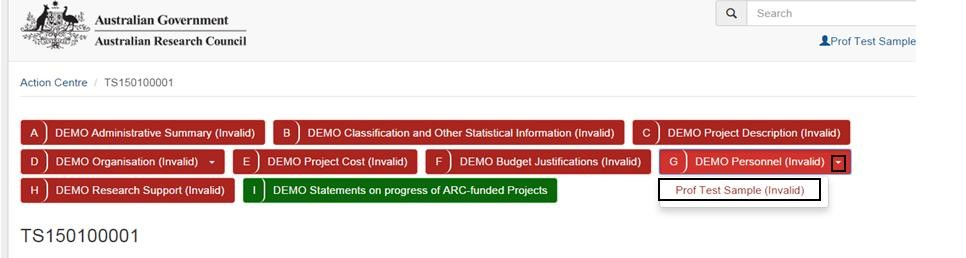 Australian Government
Australian Research Council
Search
Prof Test Sample
Action Centre / TS150100001
A DEMO Administrative Summary (Invalid) B DEMO Classification and Other Statistical Information (Invalid) C DEMO Project Description (Invalid)
D DEMO Organisation (Invalid) E DEMO Project Cost (Invalid) F DEMO Budget Justifications (Invalid) G DEMO Personnel (Invalid)
H DEMO Research Support (Invalid) I DEMO Statements on progress of ARC-funded Projects Prof Test Sample (Invalid)
TS150100001